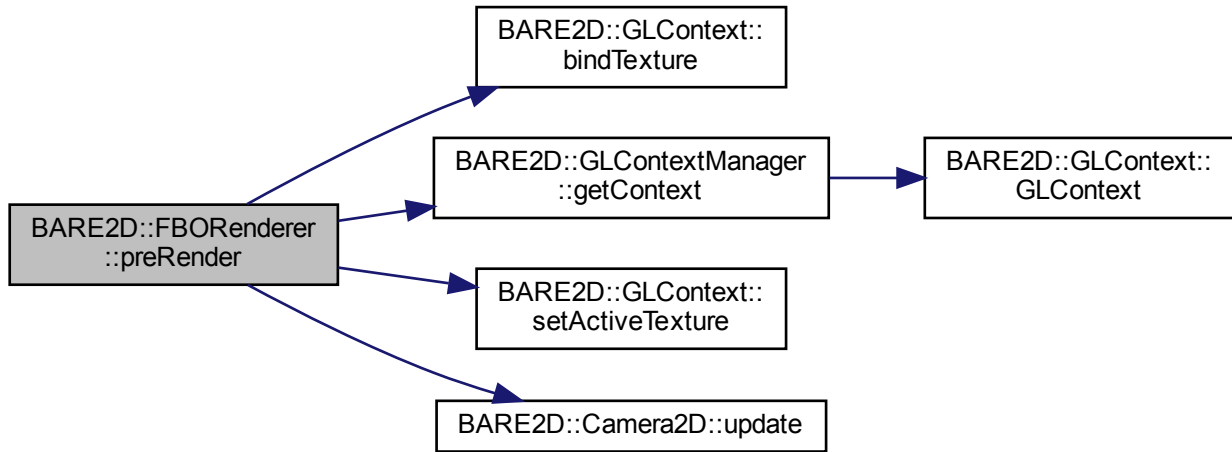 BARE2D::GLContext::
bindTexture
BARE2D::GLContextManager
::getContext
BARE2D::GLContext::
GLContext
BARE2D::FBORenderer
::preRender
BARE2D::GLContext::
setActiveTexture
BARE2D::Camera2D::update